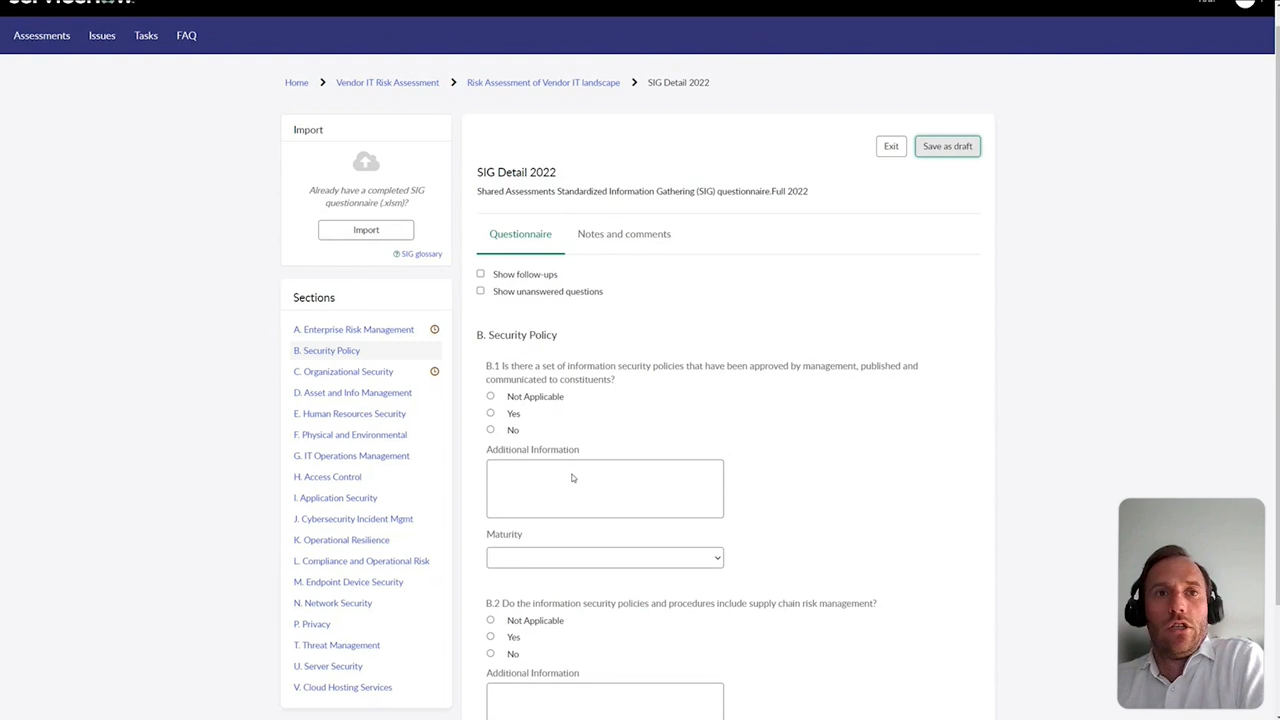 Assessments
Issues
Tasks
FAQ
Home
Vendor IT Risk Assessment
Risk Assessment of Vendor IT landscape
SIG Detail 2022
Import
Already have a completed SIG
questionnaire (.xlsm)?
Import
SIG glossary
Sections
A. Enterprise Risk Management
B. Security Policy
C. Organizational Security
D. Asset and Info Management
E. Human Resources Security
F. Physical and Environmental
G. IT Operations Management
H. Access Control
I. Application Security
J. Cybersecurity Incident Mgmt
K. Operational Resilience
L. Compliance and Operational Risk
M. Endpoint Device Security
N. Network Security
P. Privacy
T. Threat Management
U. Server Security
V. Cloud Hosting Services
Exit
Save as draft
SIG Detail 2022
Shared Assessments Standardized Information Gathering (SIG) questionnaire.Full 2022
Questionnaire
Notes and comments
Show follow-ups
Show unanswered questions
B. Security Policy
B.1 Is there a set of information security policies that have been approved by management, published and
communicated to constituents?
Not Applicable
Yes
No
Additional Information
Maturity
B.2 Do the information security policies and procedures include supply chain risk management?
Not Applicable
Yes
No
Additional Information